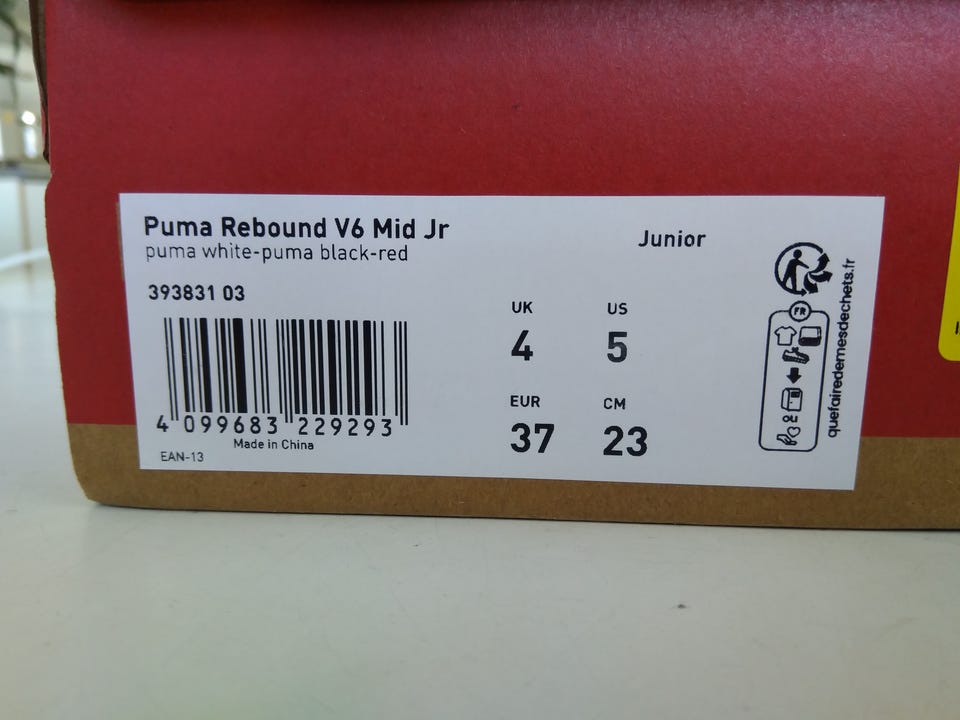 Puma Rebound V6 Mid Jr
puma white-puma black-red
Junior
393831 03
UK
US
4
5
EUR
CM
37
23
4 099683 229293
Made in China
EAN-13
FR
quefairedemesdechets.fr